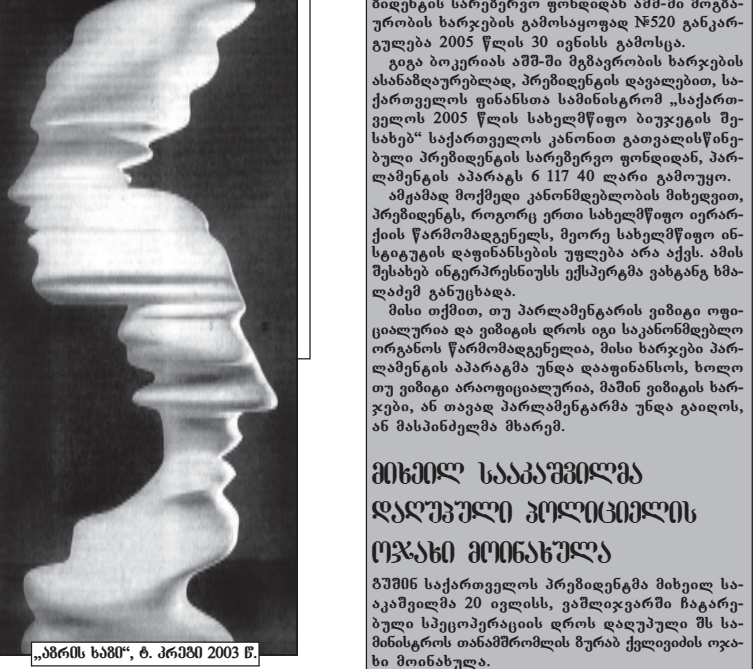 ზიდენტის სარეზერვო ფონდიდან აშშ-ში მოგზა-
ურობის ხარჯების გამოსაყოფად №520 განკარ-
გულება 2005 წლის 30 ივნისს გამოსცა.
გიგა ბოკერიას აშშ-ში მგზავრობის ხარჯების
ასანაზღაურებლად, პრეზიდენტის დავალებით, სა-
ქართველოს ფინანსთა სამინისტრომ „საქართ-
ველოს 2005 წლის სახელმწიფო ბიუჯეტის შე-
სახებ“ საქართველოს კანონით გათვალისწინე-
ბული პრეზიდენტის სარეზერვო ფონდიდან, პარ-
ლამენტის აპარატს 6 117 40 ლარი გამოუყო.
ამჟამად მოქმედი კანონმდებლობის მიხედვით,
პრეზიდენტს, როგორც ერთი სახელმწიფო იერარ-
ქიის წარმომადგენელს, მეორე სახელმწიფო ინ-
სტიტუტის დაფინანსების უფლება არა აქვს. ამის
შესახებ ინტერპრესნიუსს ექსპერტმა ვახტანგ ხმა-
ლაძემ განუცხადა.
მისი თქმით, თუ პარლამენტარის ვიზიტი ოფი-
ციალურია და ვიზიტის დროს იგი საკანონმდებლო
ორგანოს წარმომადგენელია, მისი ხარჯები პარ-
ლამენტის აპარატმა უნდა დააფინანსოს, ხოლო
თუ ვიზიტი არაოფიციალურია, მაშინ ვიზიტის ხარ-
ჯები, ან თავად პარლამენტარმა უნდა გაიღოს,
ან მასპინძელმა მხარემ.
მიხეილ სააკაშვილმა
დაღუპული პოლიციელის
ოჯახი მოინახულა
გუშინ საქართველოს პრეზიდენტმა მიხეილ სა-
აკაშვილმა 20 ივლისს, ვაშლიჯვარში ჩატარე-
ბული სპეცოპერაციის დროს დაღუპული შს სა-
მინისტროს თანამშრომლის ზურაბ ქვლივიძის ოჯა-
ხი მოინახულა.
„აზრის ხაზი“, ტ. კრეგი 2003 წ.